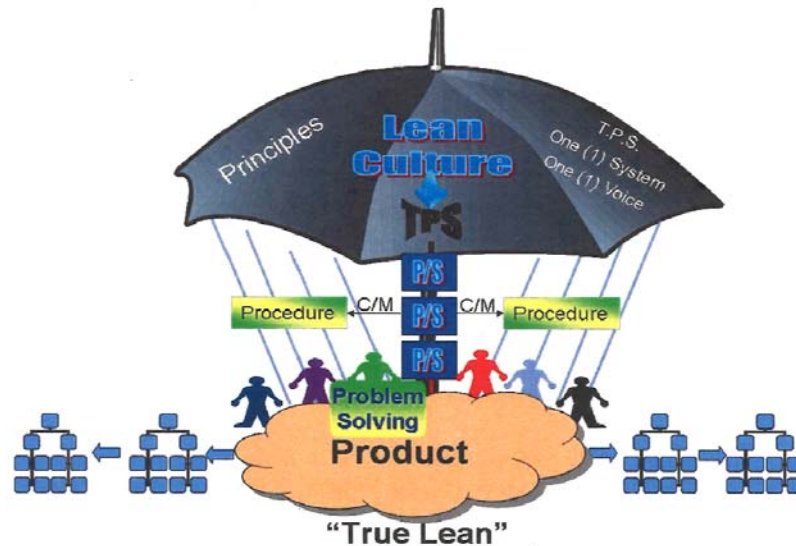 Principles
Lean
Culture
TPS
T.P.S.
One (1) System
One (1) Voice
P/S
Procedure
C/M
P/S
C/M
Procedure
P/S
Problem
Solving
Product
“True Lean”